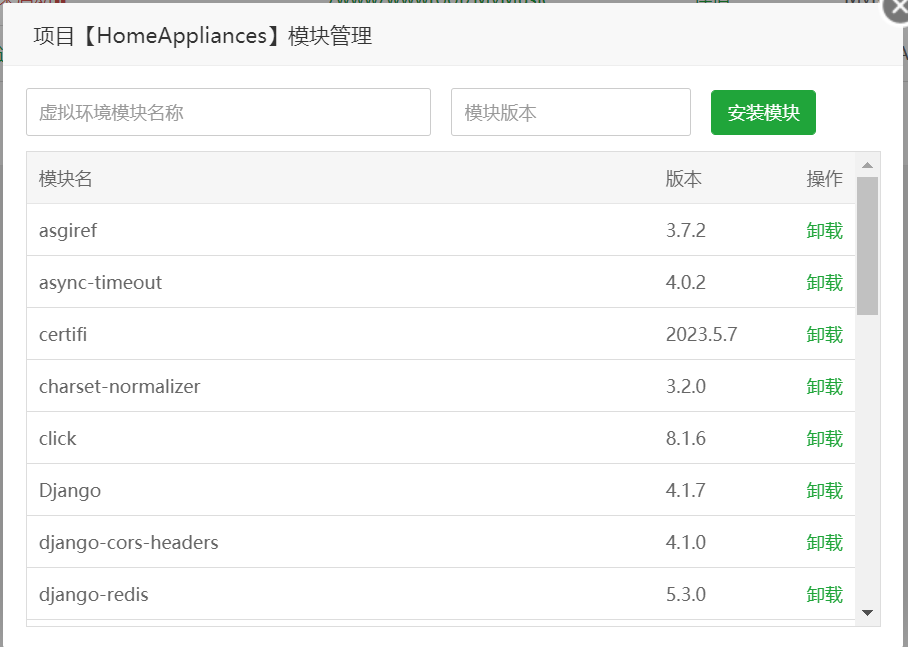 项目【HomeAppliances】模块管理
虚拟环境模块名称 模块版本 安装模块
模块名 版本 操作
asgiref 3.7.2 卸载
async-timeout 4.0.2 卸载
certifi 2023.5.7 卸载
charset-normalizer 3.2.0 卸载
click 8.1.6 卸载
Django 4.1.7 卸载
django-cors-headers 4.1.0 卸载
django-redis 5.3.0 卸载